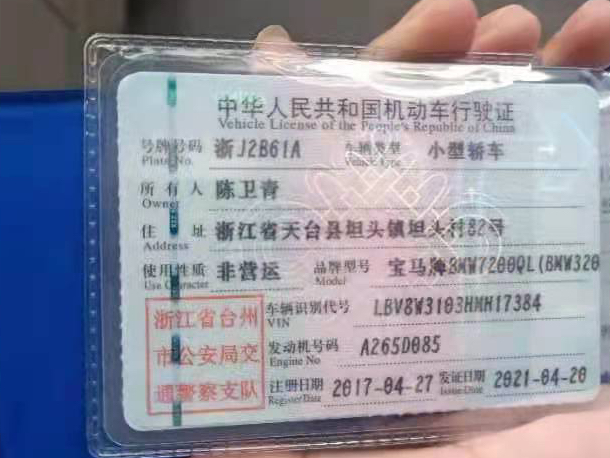 中华人民共和国机动车行驶证
Vehicle License of the People's Republic of China
号牌号码 浙J2B61A 车辆类型 小型轿车
Plate No. Vehicle Type
所有人 陈卫青
Owner
住址 浙江省天台县坦头镇坦头村82号
Address
使用性质 非营运 品牌型号 宝马牌BMW7200QL(BMW320
Use Character Model
浙江省台州
市公安局交
通警察支队
车辆识别代号 LBV8W3103HMH17384
VIN
发动机号码 A265D085
Engine No
注册日期 2017-04-27 发证日期 2021-04-20
Register Date Issue Date